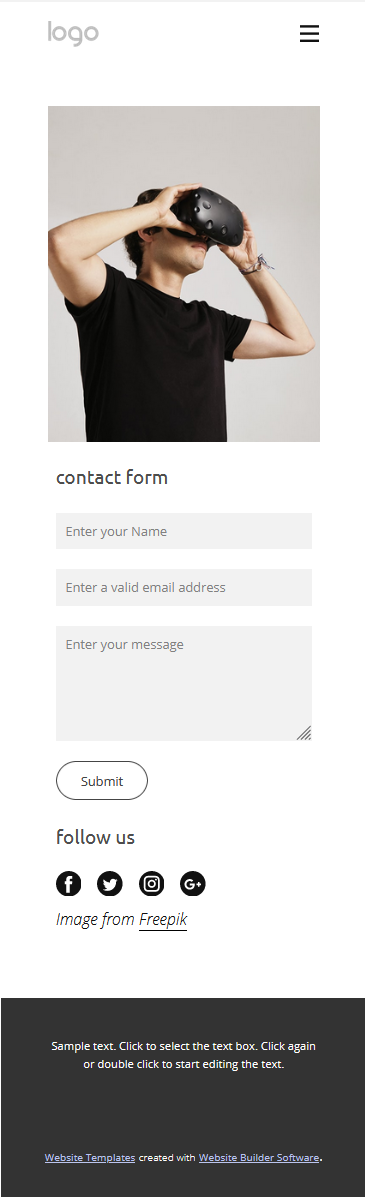 logo
contact form
Enter your Name
Enter a valid email address
Enter your message
Submit
follow us
Image from Freepik
Sample text. Click to select the text box. Click again
or double click to start editing the text.
Website Templates created with Website Builder Software.